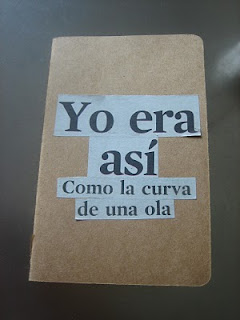 Yo era
así
Como la curva
de una ola